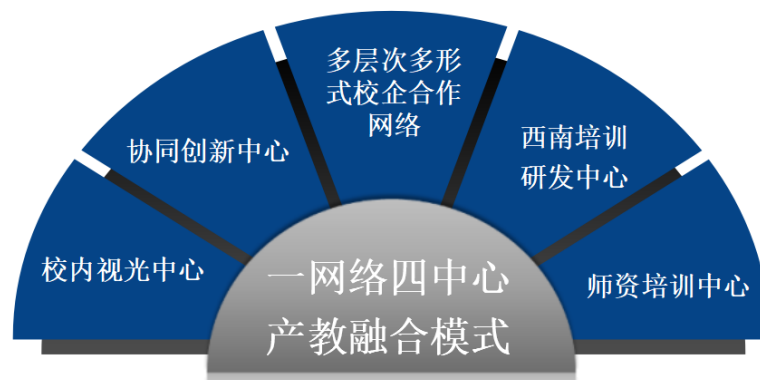 多层次多形
式校企合作
网络
协同创新中心
西南培训
研发中心
校内视光中心
师资培训中心
一网络四中心
产教融合模式